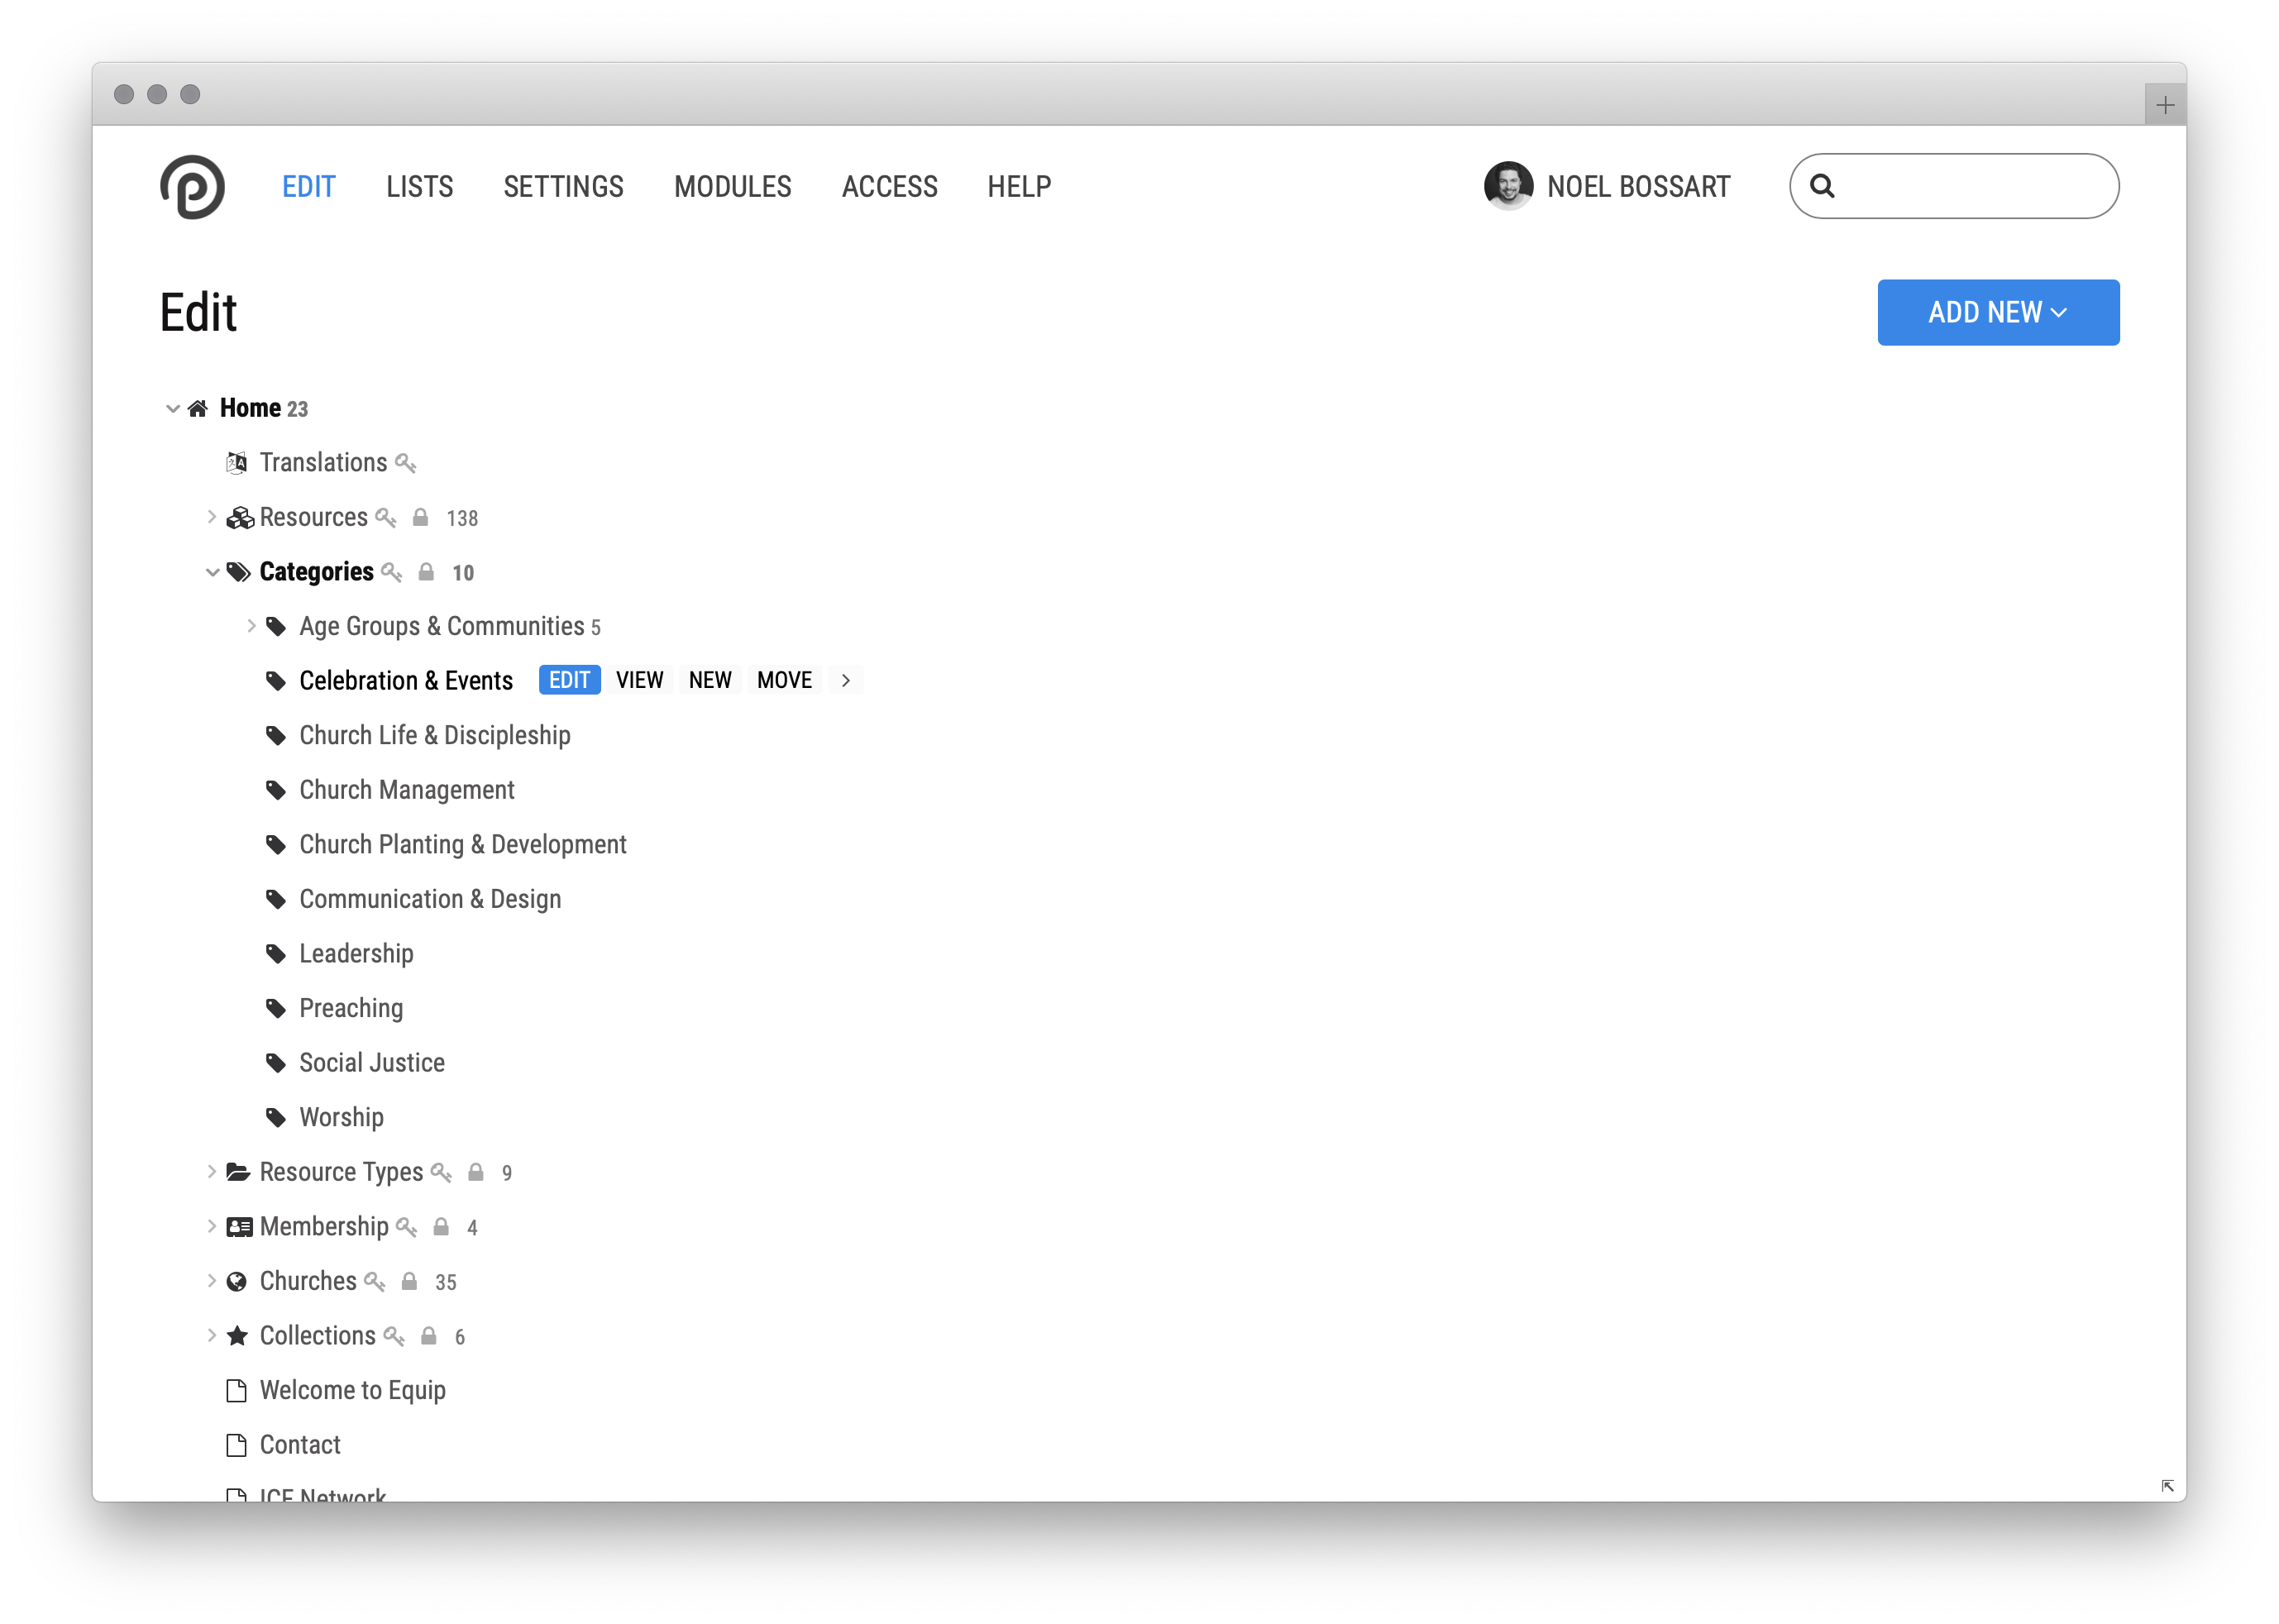 EDIT LISTS SETTINGS MODULES ACCESS HELP NOEL BOSSART
Edit
ADD NEW
Home 23
Translations
Resources 138
Categories 10
Age Groups & Communities 5
Celebration & Events EDIT VIEW NEW MOVE
Church Life & Discipleship
Church Management
Church Planting & Development
Communication & Design
Leadership
Preaching
Social Justice
Worship
Resource Types 9
Membership 4
Churches 35
Collections 6
Welcome to Equip
Contact
ICF Network